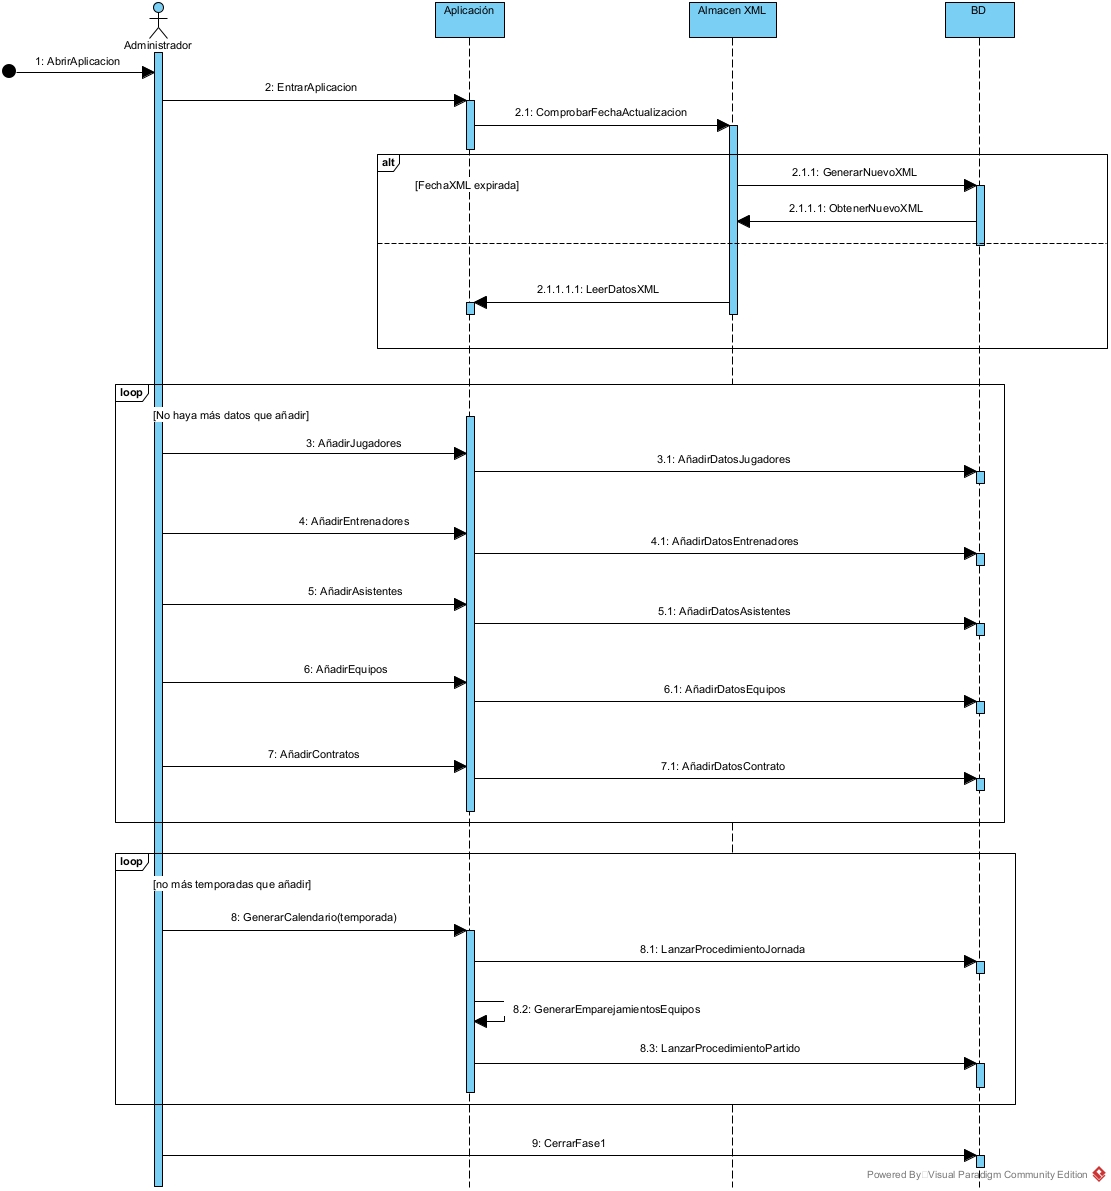 Aplicación
Almacen XML
BD
Administrador
1: AbrirAplicacion
2: EntrarAplicacion
2.1: ComprobarFechaActualizacion
alt
[FechaXML expirada]
2.1.1: GenerarNuevoXML
2.1.1.1: ObtenerNuevoXML
2.1.1.1.1: LeerDatosXML
loop
[No haya más datos que añadir]
3: AñadirJugadores
3.1: AñadirDatosJugadores
4: AñadirEntrenadores
4.1: AñadirDatosEntrenadores
5: AñadirAsistentes
5.1: AñadirDatosAsistentes
6: AñadirEquipos
6.1: AñadirDatosEquipos
7: AñadirContratos
7.1: AñadirDatosContrato
loop
[no más temporadas que añadir]
8: GenerarCalendario(temporada)
8.1: LanzarProcedimientoJornada
8.2: GenerarEmparejamientosEquipos
8.3: LanzarProcedimientoPartido
9: CerrarFase1
Powered By Visual Paradigm Community Edition